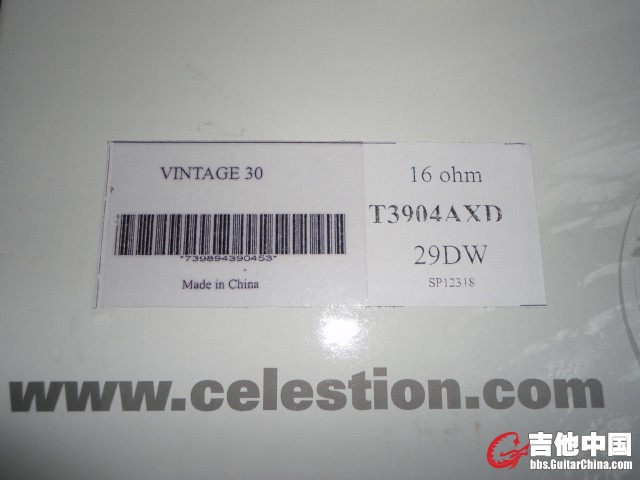 VINTAGE 30
*739894390453*
Made in China
16 ohm
T3904AXD
29DW
SP12318
www.celestion.com
吉他中国
bbs.GuitarChina.com